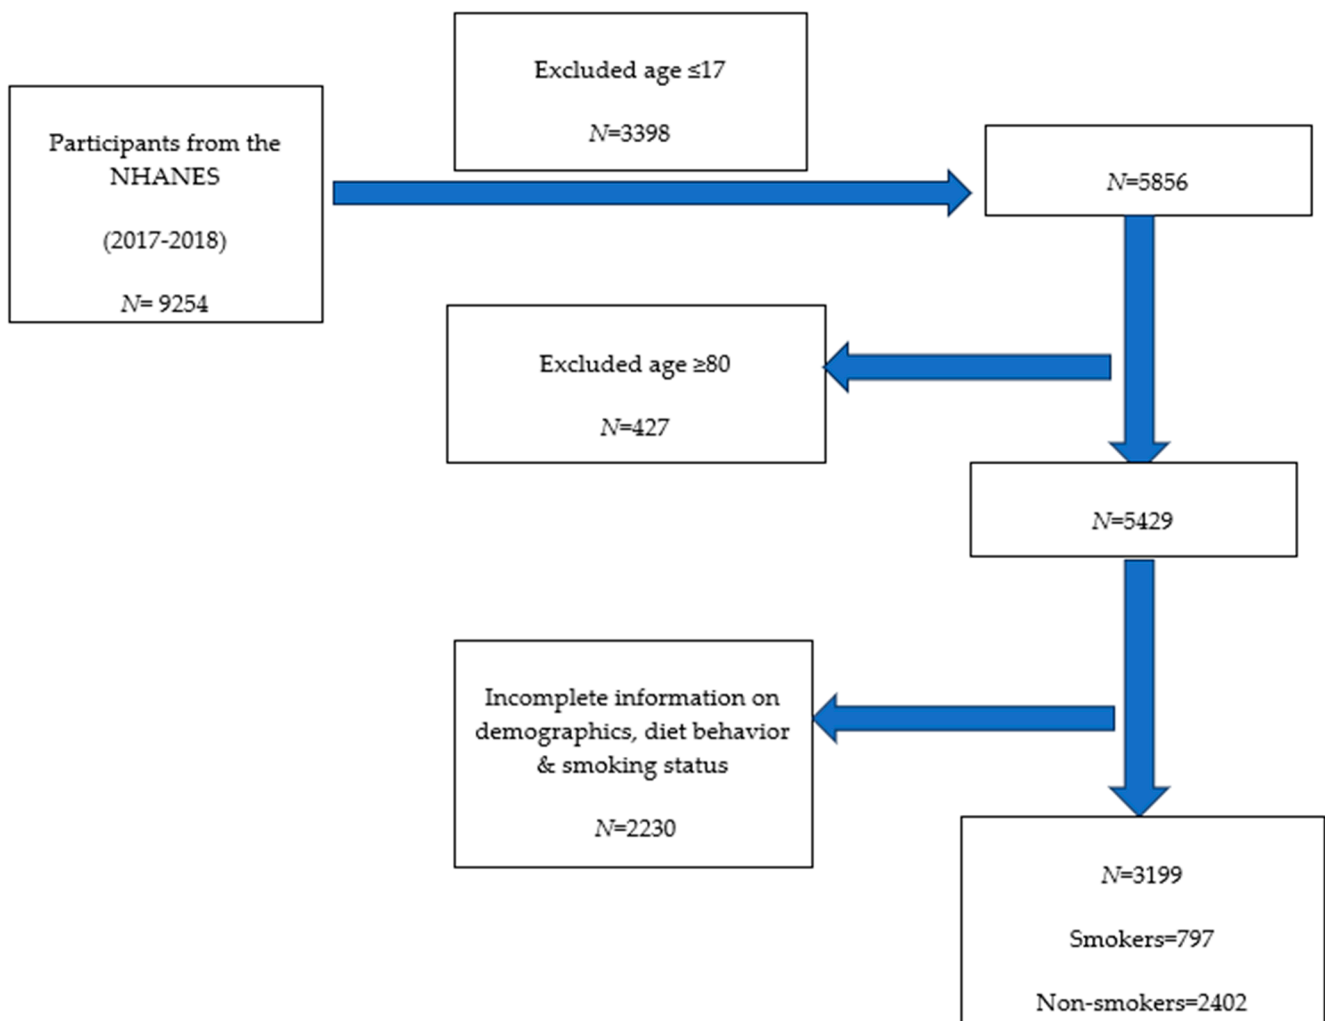 Excluded age ≤17
N=3398
Participants from the
NHANES
(2017-2018)
N= 9254
N=5856
Excluded age ≥80
N=427
N=5429
Incomplete information on
demographics, diet behavior
& smoking status
N=2230
N=3199
Smokers=797
Non-smokers=2402